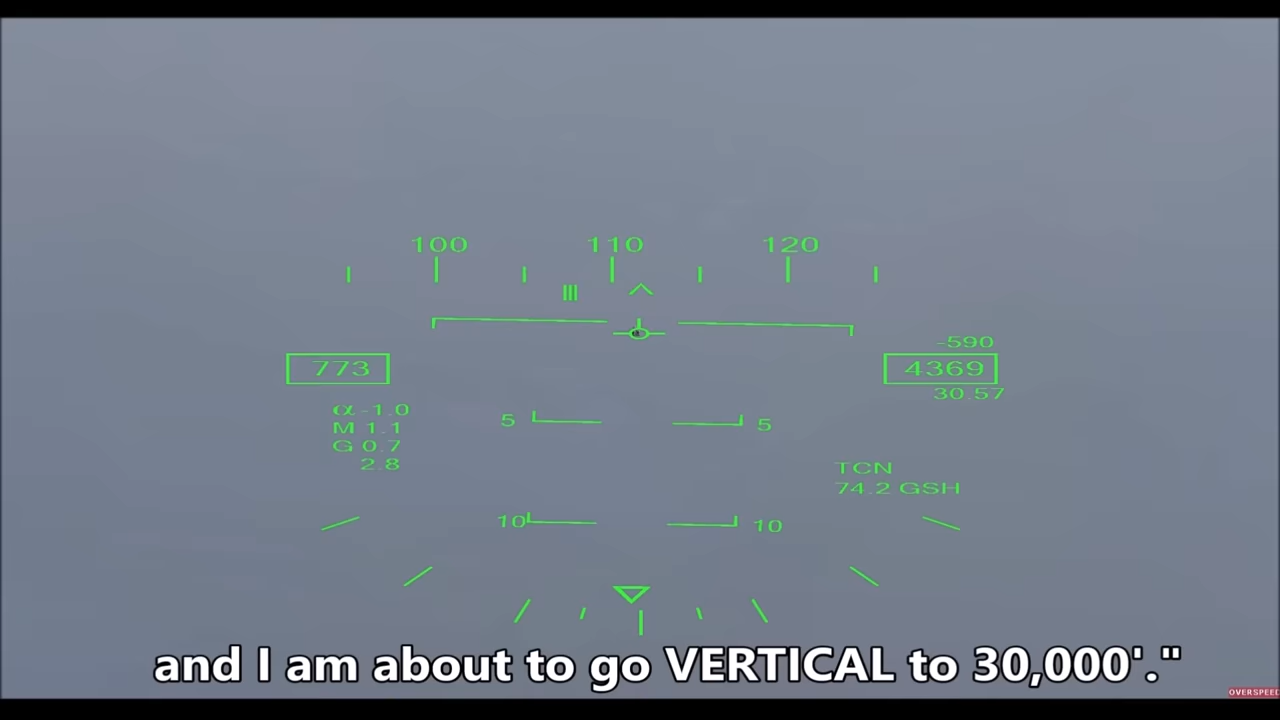 100 110 120
-590
773 4369
30.57
α -1.0
M 1.1
G 0.7
2.8
5 5
TCN
74.2 GSH
10 10
and I am about to go VERTICAL to 30,000'."
OVERSPEED